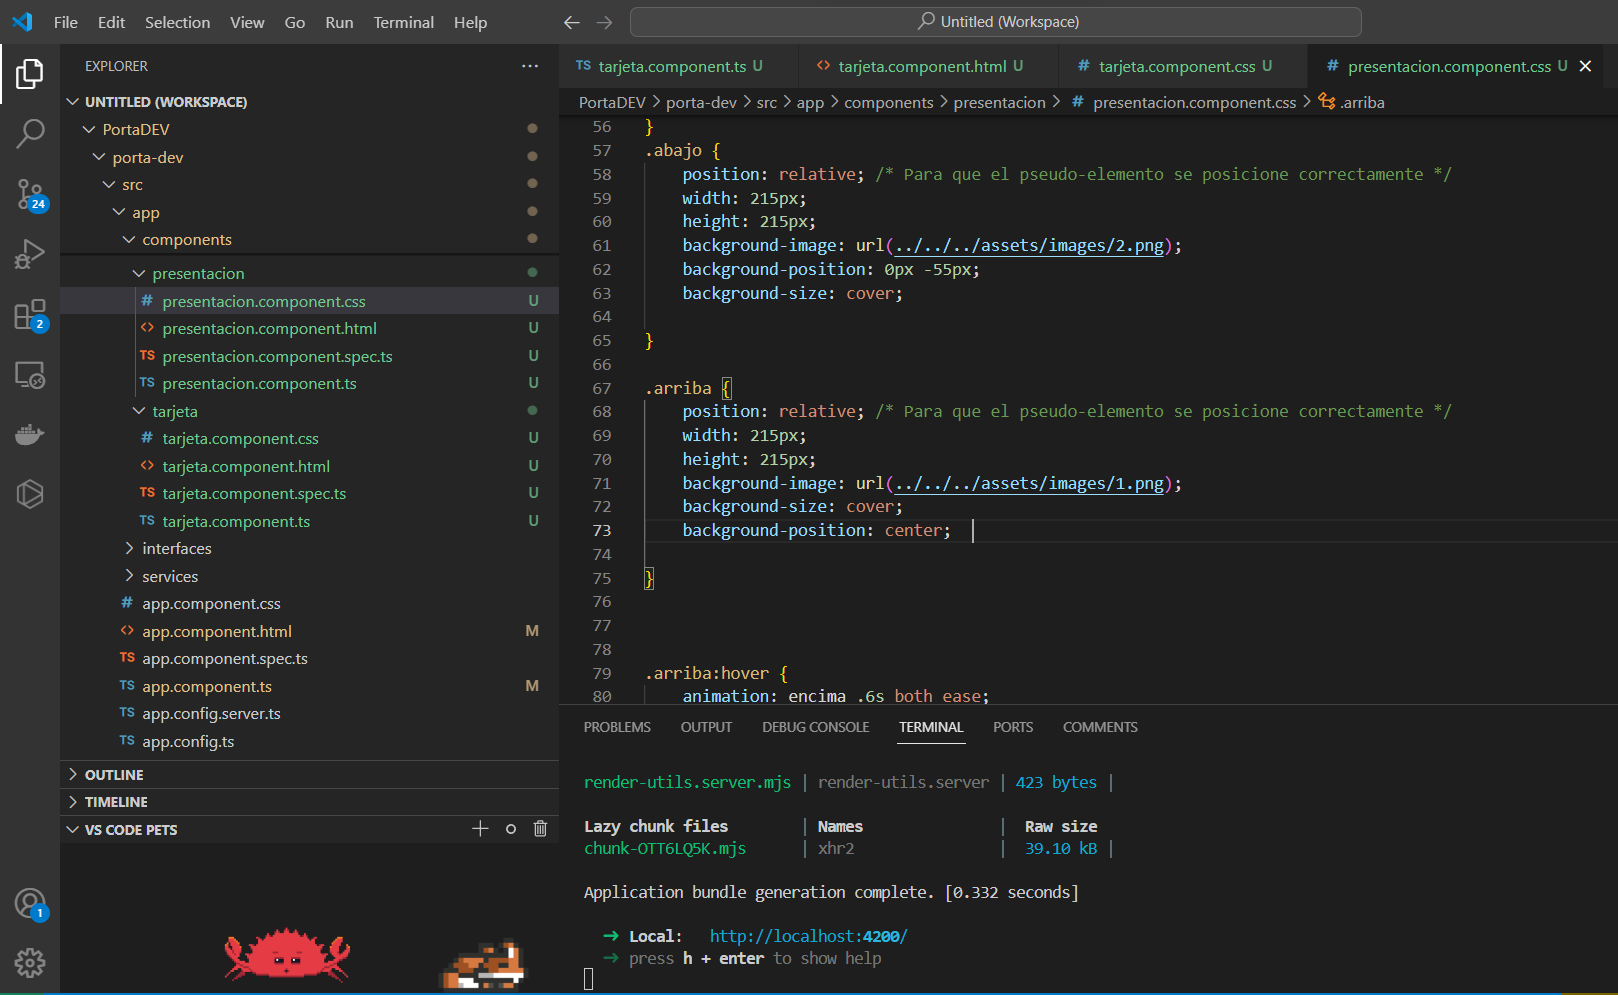 File Edit Selection View Go Run Terminal Help
Untitled (Workspace)
EXPLORER
UNTITLED (WORKSPACE)
PortaDEV
porta-dev
src
app
components
presentacion
# presentacion.component.css U
<> presentacion.component.html U
TS presentacion.component.spec.ts U
TS presentacion.component.ts U
tarjeta
# tarjeta.component.css U
<> tarjeta.component.html U
TS tarjeta.component.spec.ts U
TS tarjeta.component.ts U
interfaces
services
# app.component.css
<> app.component.html M
TS app.component.spec.ts
TS app.component.ts M
TS app.config.server.ts
TS app.config.ts
OUTLINE
TIMELINE
VS CODE PETS
24
2
1
TS tarjeta.component.ts U <> tarjeta.component.html U # tarjeta.component.css U # presentacion.component.css U
PortaDEV > porta-dev > src > app > components > presentacion > # presentacion.component.css > .arriba
56 }
57 .abajo {
58 position: relative; /* Para que el pseudo-elemento se posicione correctamente */
59 width: 215px;
60 height: 215px;
61 background-image: url(../../../assets/images/2.png);
62 background-position: 0px -55px;
63 background-size: cover;
64
65 }
66
67 .arriba {
68 position: relative; /* Para que el pseudo-elemento se posicione correctamente */
69 width: 215px;
70 height: 215px;
71 background-image: url(../../../assets/images/1.png);
72 background-size: cover;
73 background-position: center;
74
75 }
76
77
78
79 .arriba:hover {
80 animation: encima .6s both ease;
PROBLEMS OUTPUT DEBUG CONSOLE TERMINAL PORTS COMMENTS
render-utils.server.mjs | render-utils.server | 423 bytes |
Lazy chunk files | Names | Raw size
chunk-OTT6LQ5K.mjs | xhr2 | 39.10 kB |
Application bundle generation complete. [0.332 seconds]
➜ Local: http://localhost:4200/
➜ press h + enter to show help